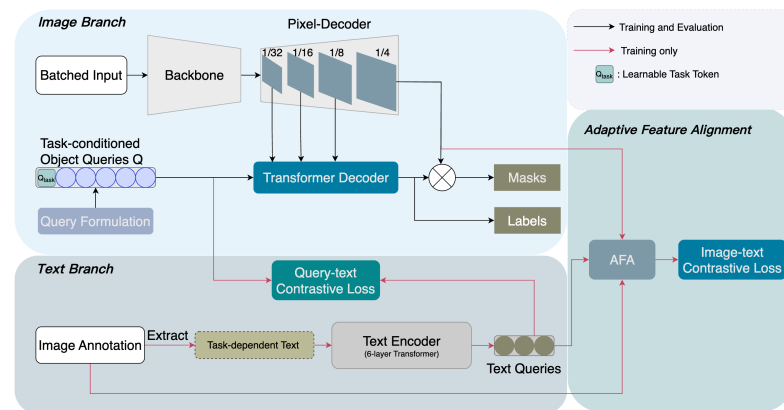 Image Branch
Pixel-Decoder
1/32 1/16 1/8 1/4
Batched Input
Backbone
Task-conditioned
Object Queries Q
Qtask
Transformer Decoder
Masks
Query Formulation
Labels
Training and Evaluation
Training only
Qtask : Learnable Task Token
Adaptive Feature Alignment
AFA
Image-text
Contrastive Loss
Text Branch
Query-text
Contrastive Loss
Image Annotation
Extract
Task-dependent Text
Text Encoder
(6-layer Transformer)
Text Queries